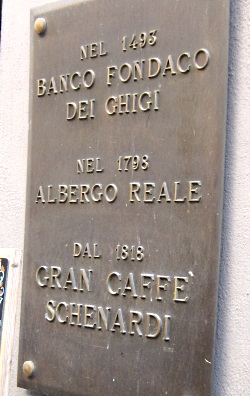 NEL 1493
BANCO FONDACO
DEI GHIGI
NEL 1798
ALBERGO REALE
DAL 1818
GRAN CAFFE'
SCHENARDI